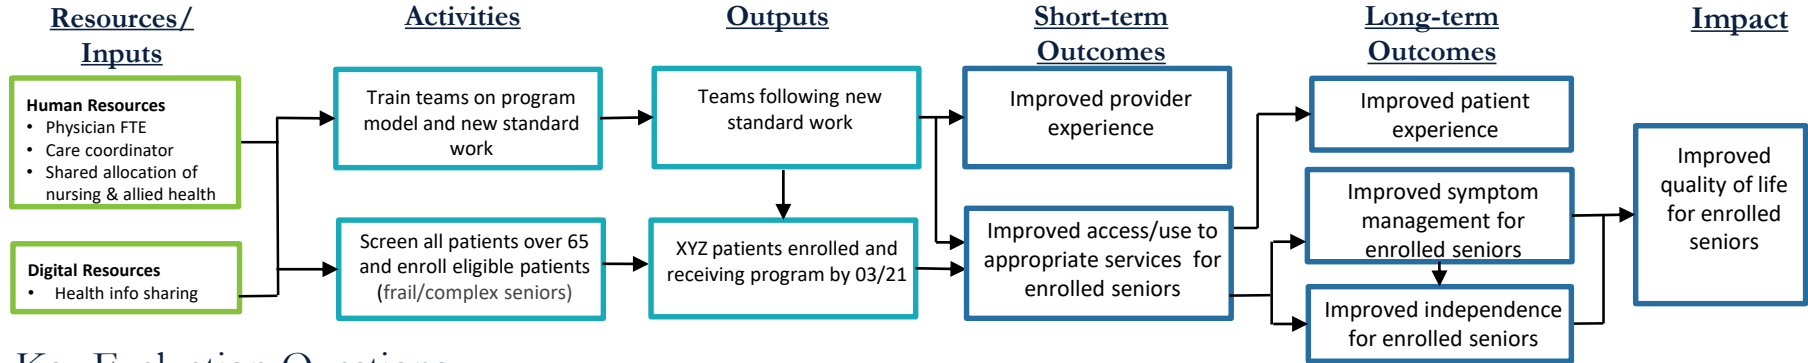 Resources/
Inputs
Activities
Outputs
Short-term
Outcomes
Long-term
Outcomes
Impact
Human Resources
• Physician FTE
• Care coordinator
• Shared allocation of
nursing & allied health
Digital Resources
• Health info sharing
Train teams on program
model and new standard
work
Screen all patients over 65
and enroll eligible patients
(frail/complex seniors)
Teams following new
standard work
XYZ patients enrolled and
receiving program by 03/21
Improved provider
experience
Improved access/use to
appropriate services for
enrolled seniors
Improved patient
experience
Improved symptom
management for
enrolled seniors
Improved independence
for enrolled seniors
Improved
quality of life
for enrolled
seniors
Key Evaluation Questions